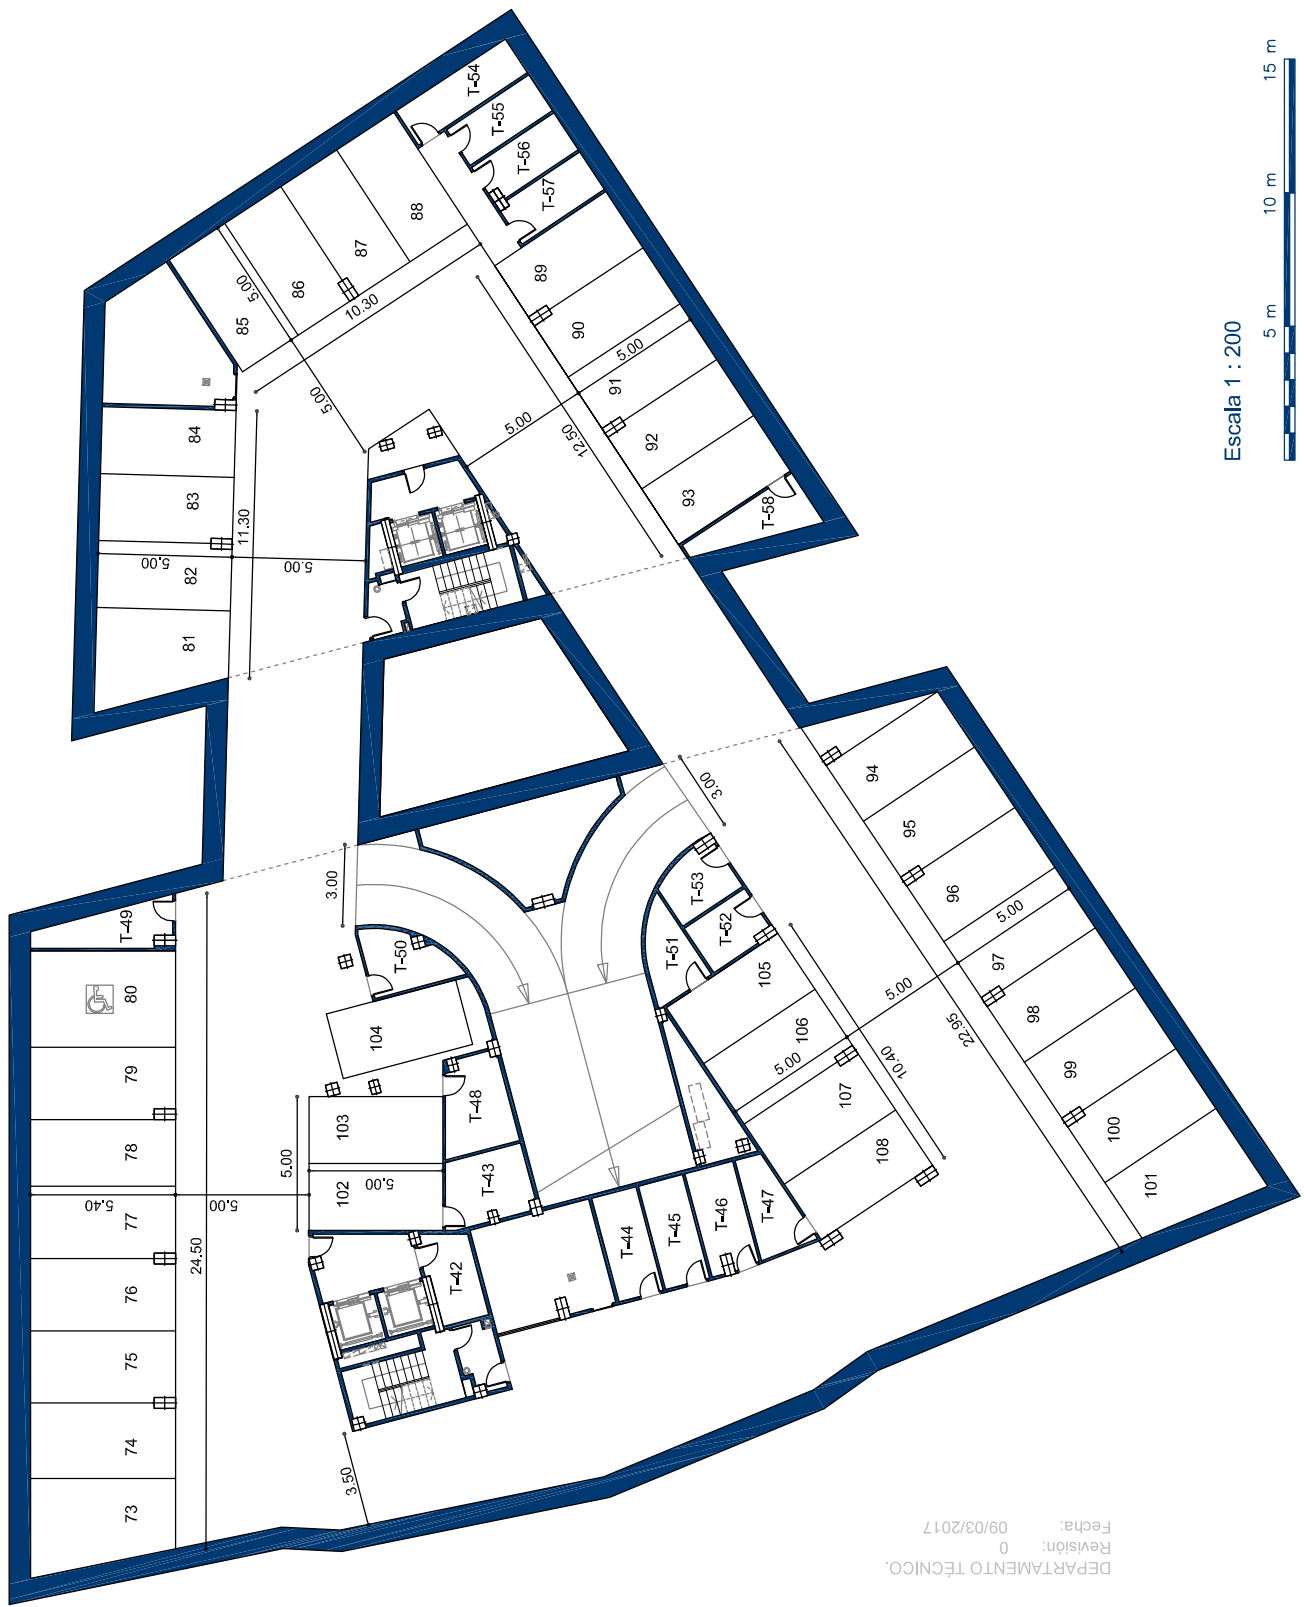 T-54
T-55
T-56
T-57
88
87
86
85
5.00
10.30
5.00
89
90
91
92
93
5.00
5.00
12.50
T-58
84
83
82
81
11.30
5.00
5.00
94
95
96
97
98
99
100
101
5.00
5.00
22.95
3.00
3.00
T-49
80
79
78
77
76
75
74
73
5.40
5.00
24.50
T-50
104
103
102
5.00
5.00
T-48
T-43
T-42
T-53
T-52
T-51
105
106
107
108
5.00
10.40
T-44
T-45
T-46
T-47
3.50
Escala 1 : 200
5 m
10 m
15 m
DEPARTAMENTO TÉCNICO.
Revisión: 0
Fecha: 09/03/2017